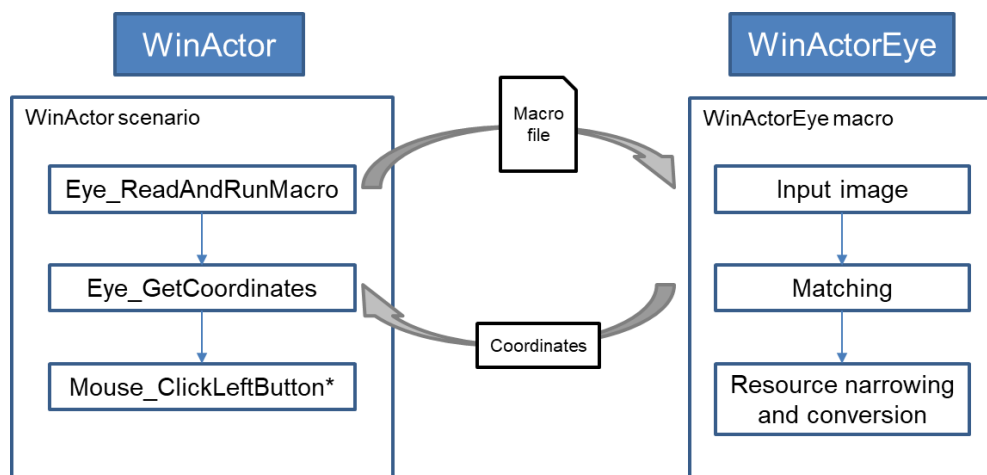 WinActor
WinActorEye
WinActor scenario
Macro
file
WinActorEye macro
Eye_ReadAndRunMacro
Input image
Eye_GetCoordinates
Matching
Coordinates
Mouse_ClickLeftButton*
Resource narrowing
and conversion